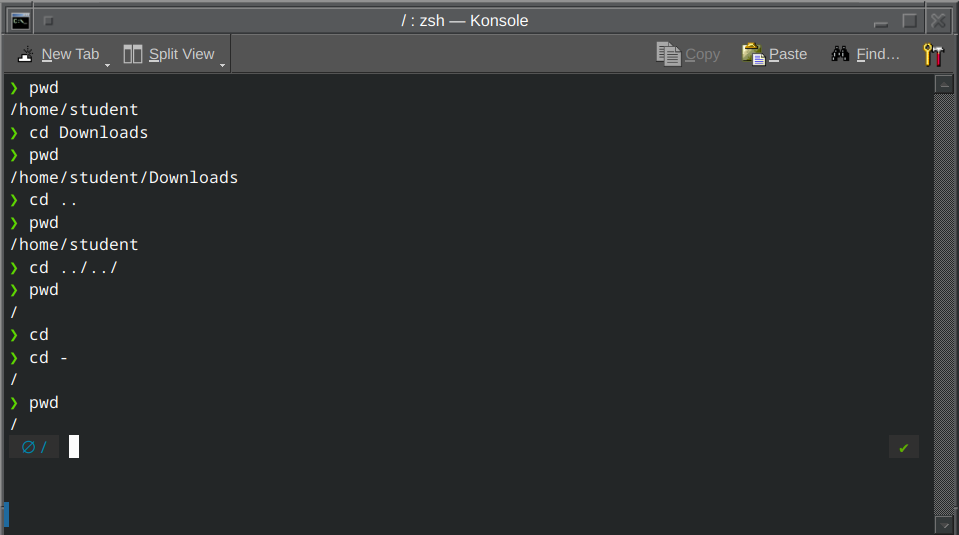 / : zsh — Konsole
New Tab Split View Copy Paste Find...
❯ pwd
/home/student
❯ cd Downloads
❯ pwd
/home/student/Downloads
❯ cd ..
❯ pwd
/home/student
❯ cd ../../
❯ pwd
/
❯ cd
❯ cd -
/
❯ pwd
/
∅ / ✔